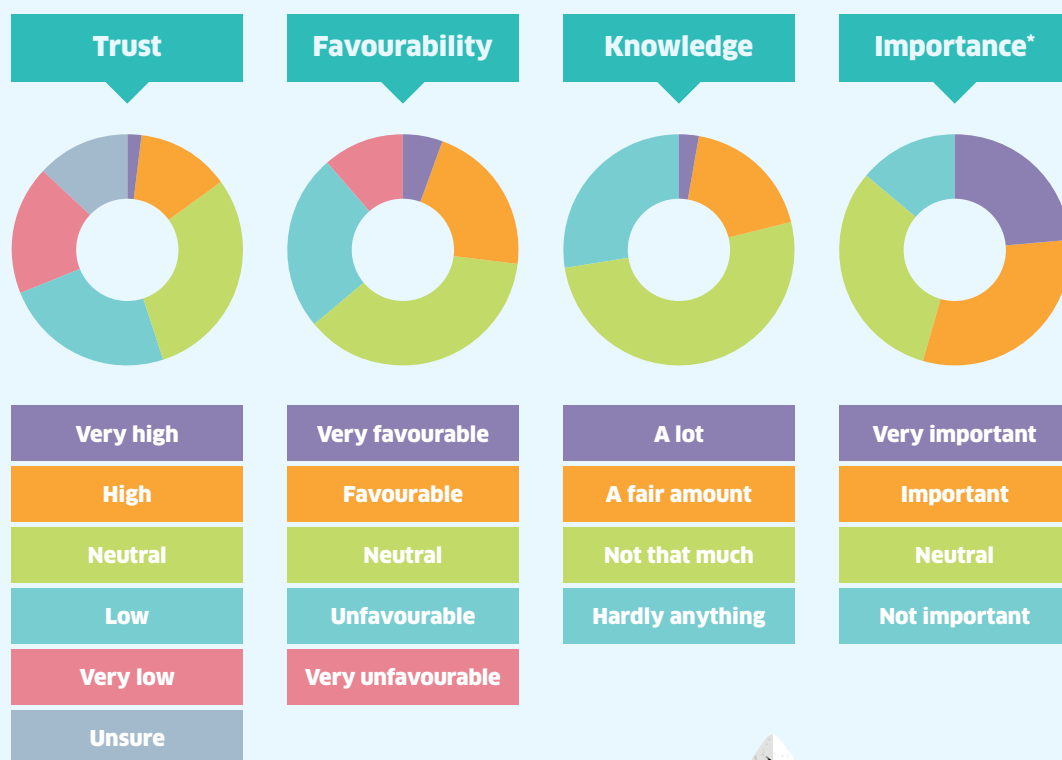 Trust
Favourability
Knowledge
Importance*
Very high
High
Neutral
Low
Very low
Unsure
Very favourable
Favourable
Neutral
Unfavourable
Very unfavourable
A lot
A fair amount
Not that much
Hardly anything
Very important
Important
Neutral
Not important